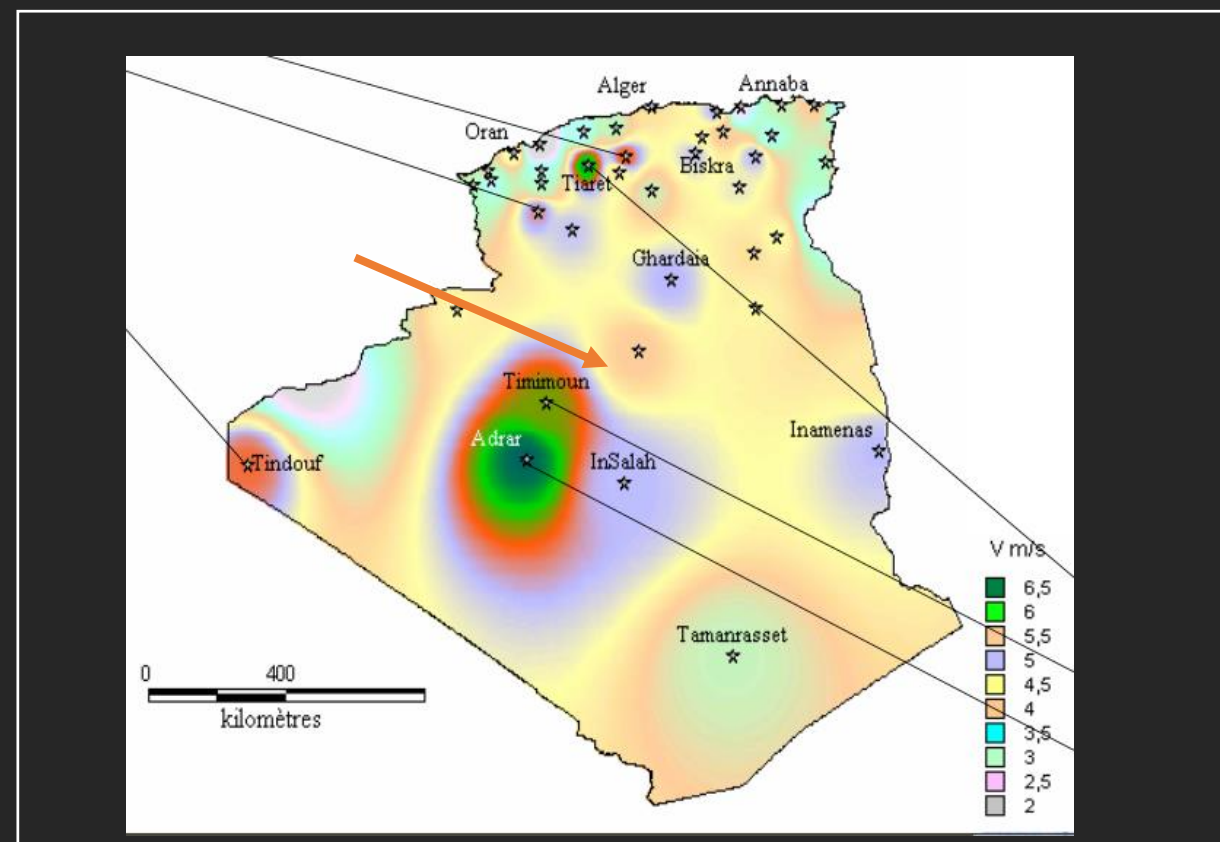 Alger
Annaba
Oran
Biskra
Tiaret
Ghardaia
Timimoun
Adrar
Inamenas
Tindouf
InSalah
V m/s
6,5
6
5,5
5
4,5
4
3,5
3
2,5
2
Tamanrasset
0 400
kilomètres